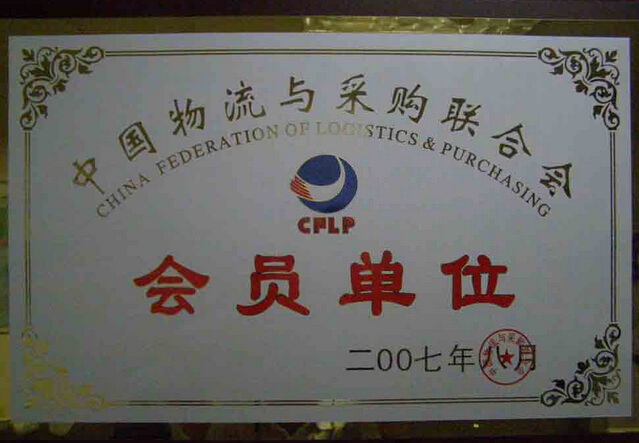 中国物流与采购联合会
CHINA FEDERATION OF LOGISTICS & PURCHASING
CFLP
会员单位
二00七年八月